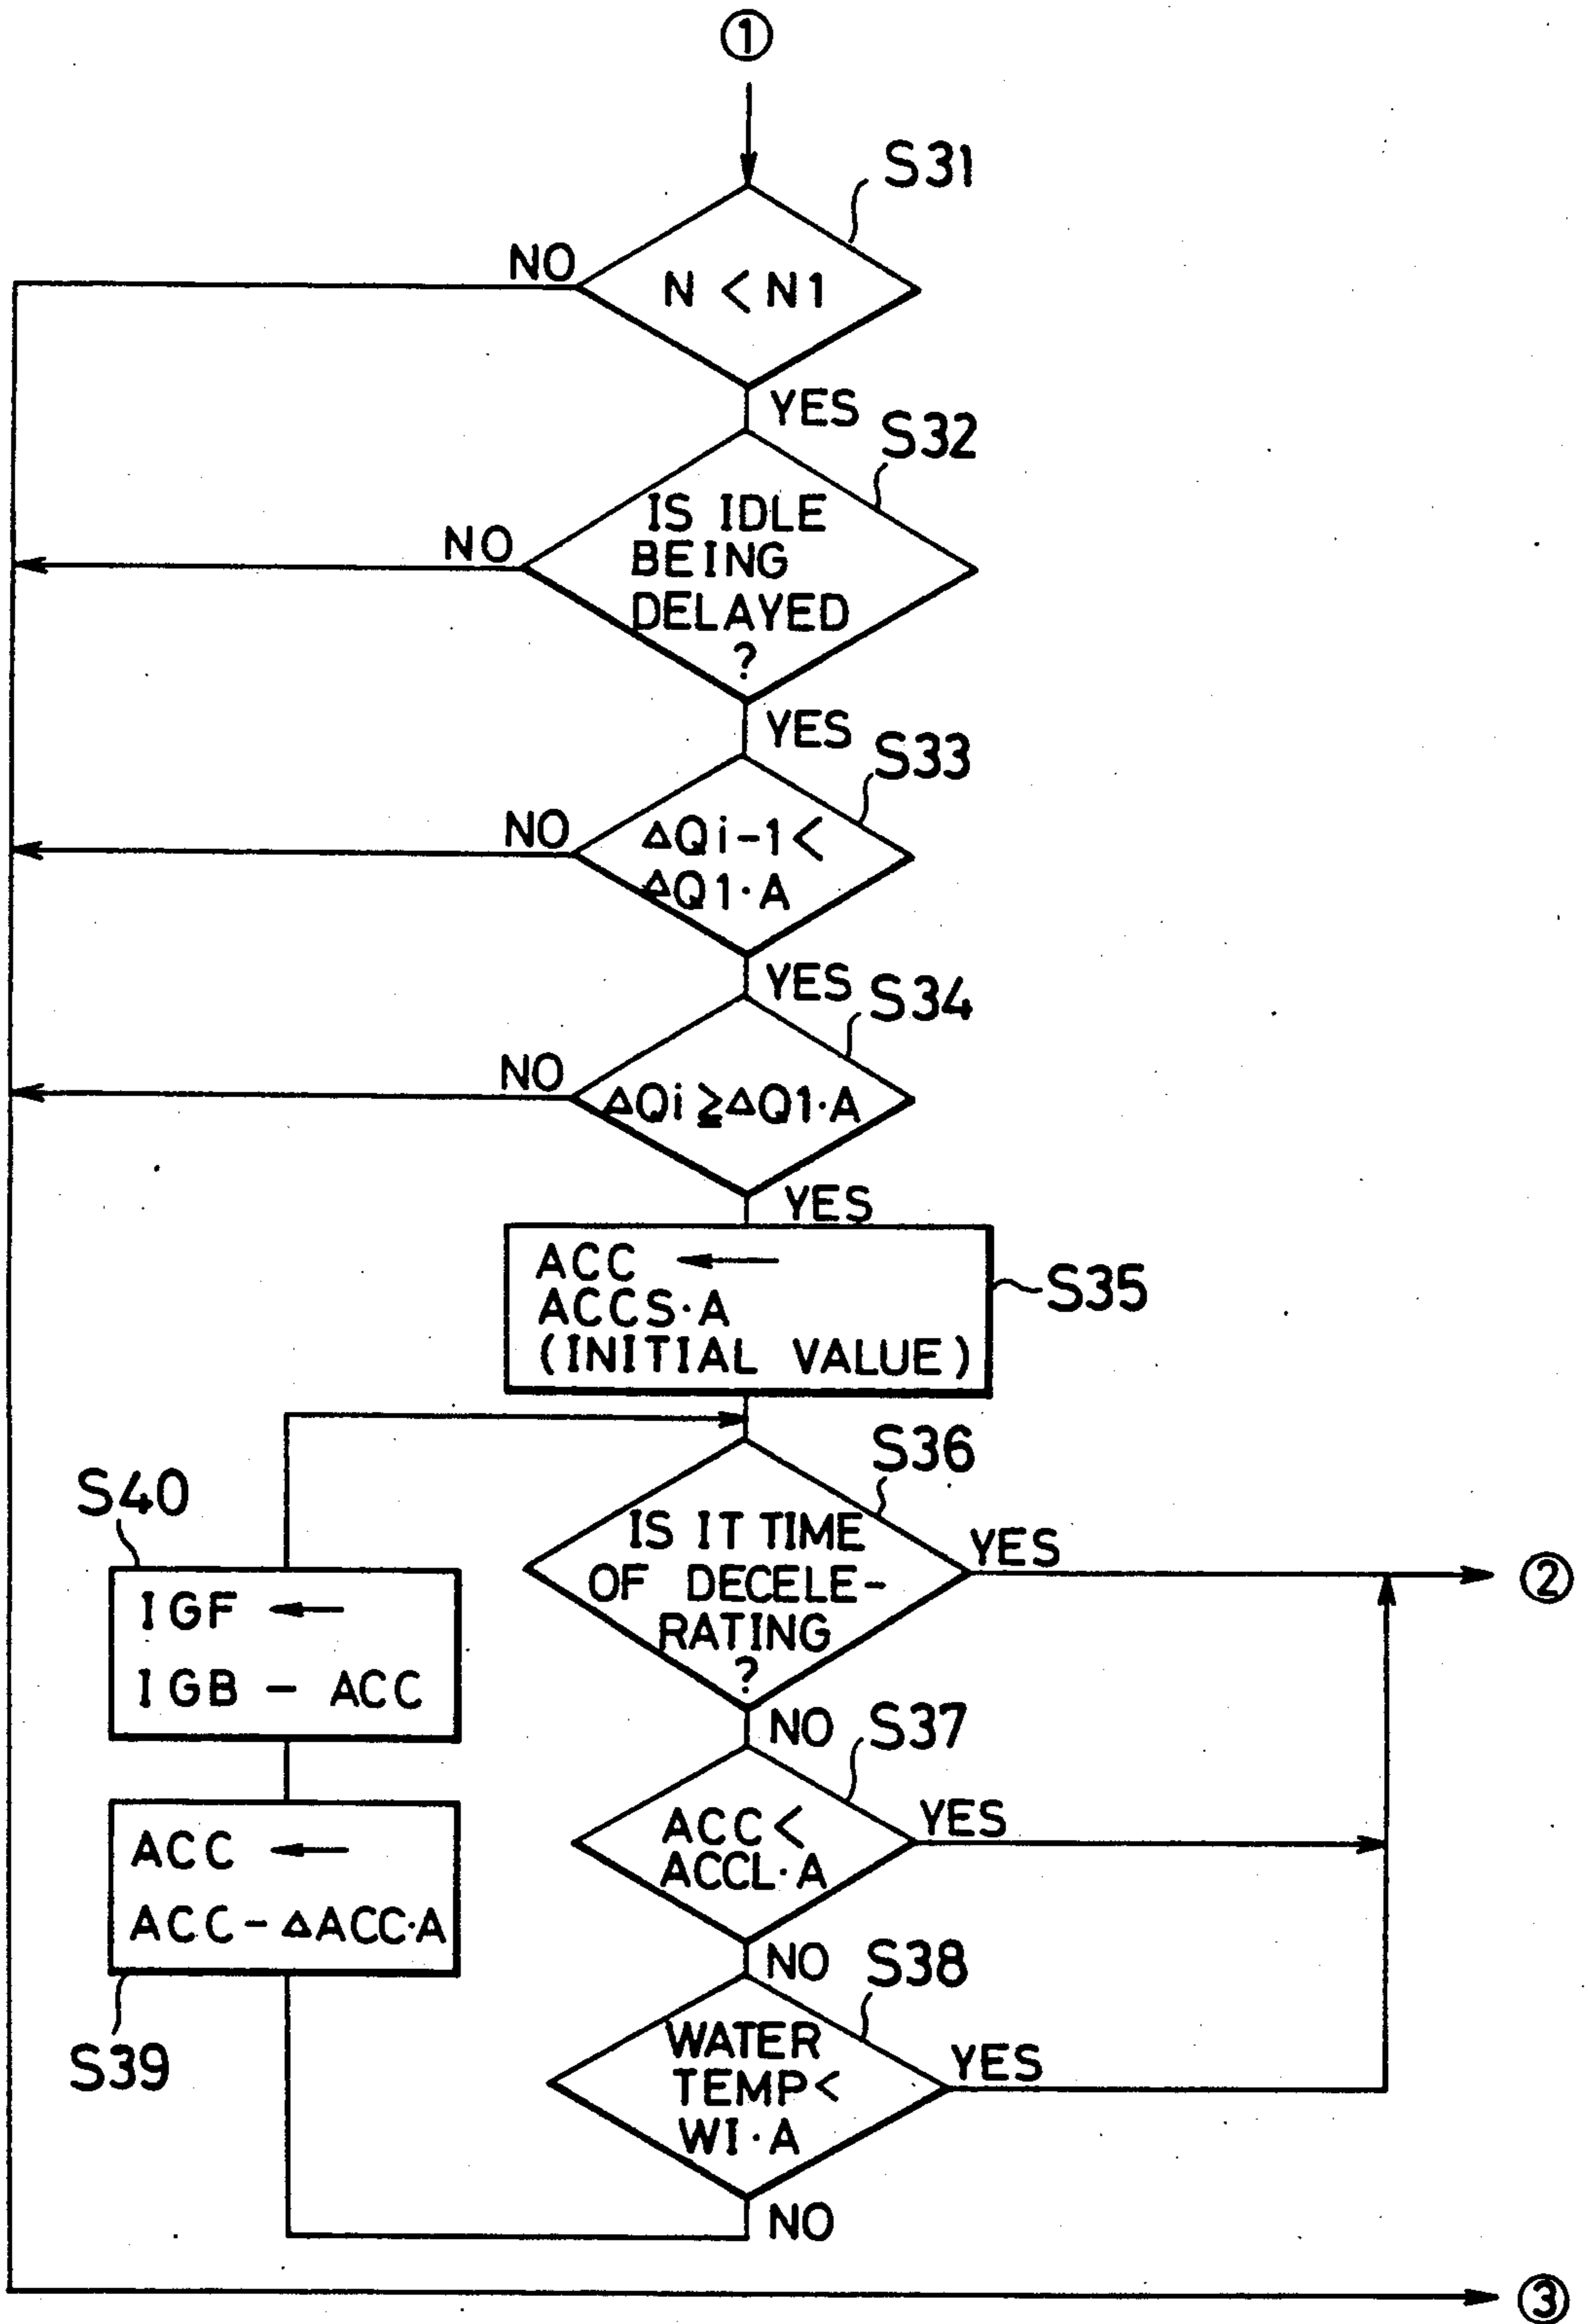 ①
S31
NO
N < N1
YES
S32
IS IDLE
BEING
DELAYED
?
NO
YES
S33
NO
ΔQi-1<
ΔQ1·A
YES
S34
NO
ΔQi≧ΔQ1·A
YES
ACC ←
ACCS·A
(INITIAL VALUE)
S35
S36
IS IT TIME
OF DECELE-
RATING
?
YES
②
S40
IGF ←
IGB - ACC
NO
S37
ACC<
ACCL·A
YES
ACC ←
ACC-ΔACC·A
S39
NO
S38
WATER
TEMP<
WI·A
YES
NO
③